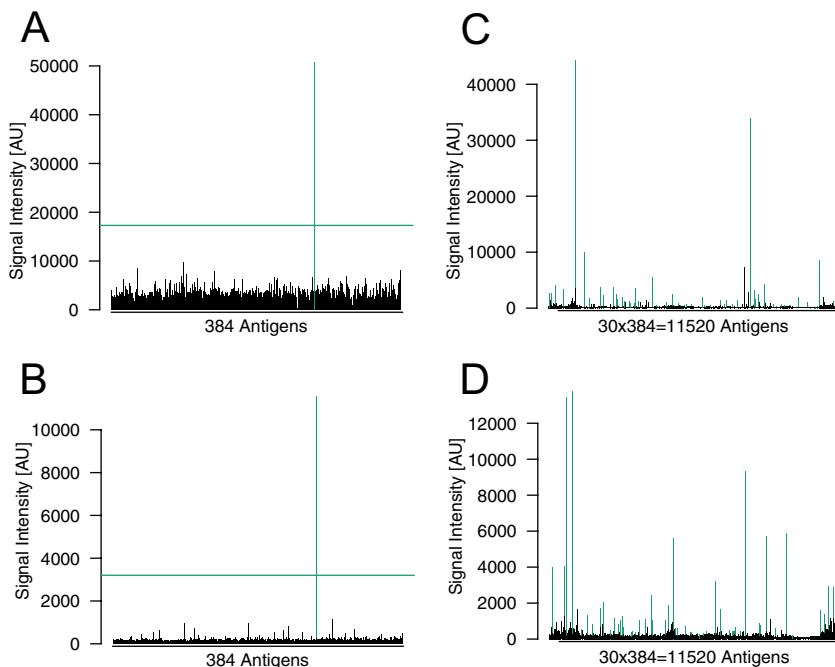 A
Signal Intensity [AU]
50000
40000
30000
20000
10000
0
384 Antigens
B
Signal Intensity [AU]
10000
8000
6000
4000
2000
0
384 Antigens
C
Signal Intensity [AU]
40000
30000
20000
10000
0
30x384=11520 Antigens
D
Signal Intensity [AU]
12000
10000
8000
6000
4000
2000
0
30x384=11520 Antigens